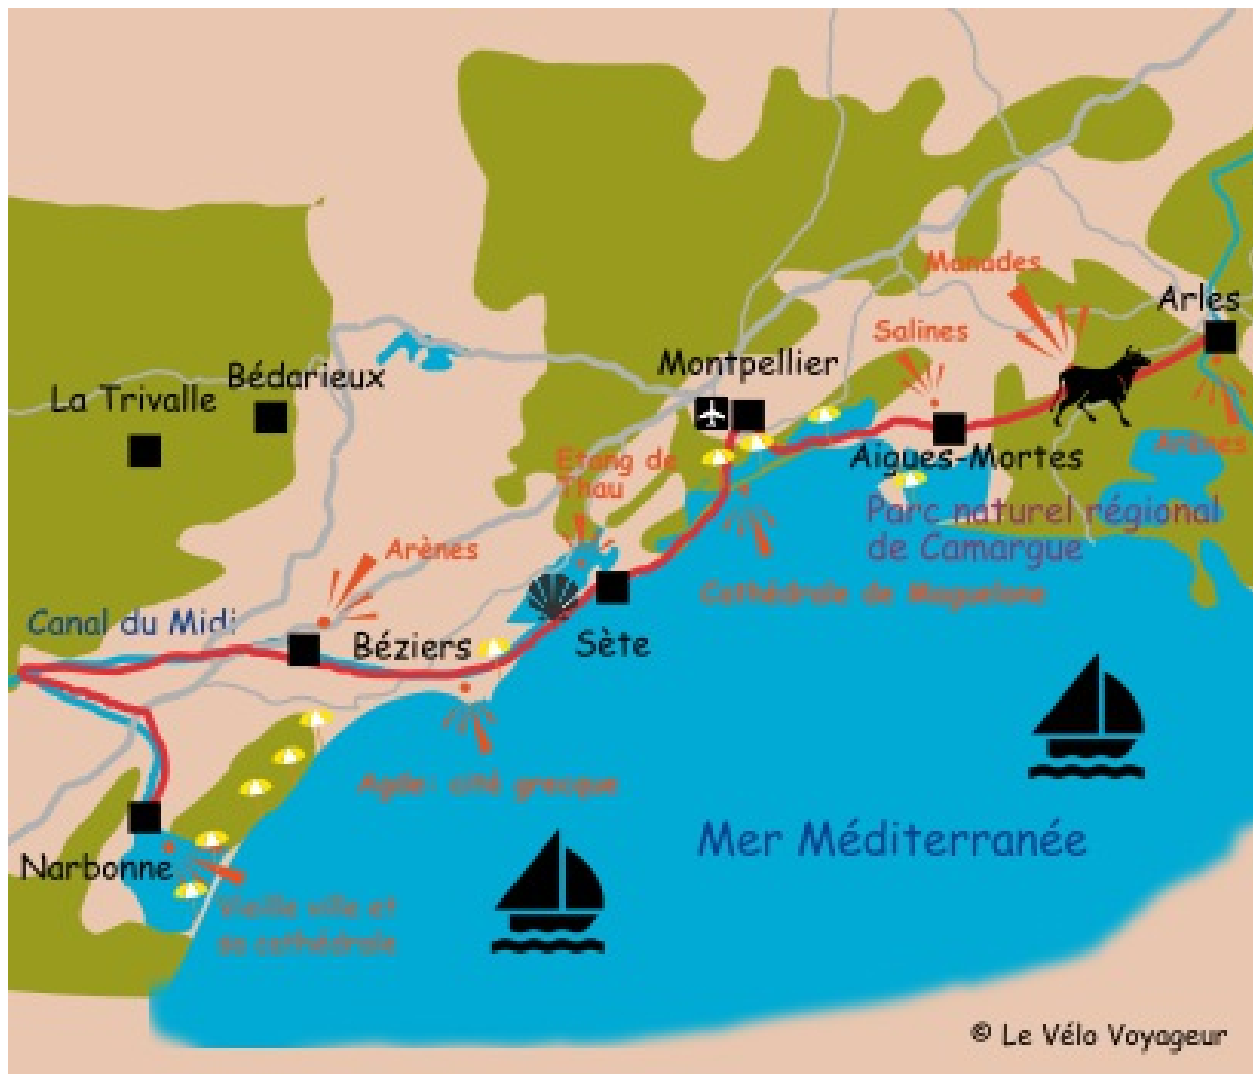 Manades
Arles
Salines
Montpellier
Bédarieux
La Trivalle
Arènes
Aigues-Mortes
Etang de
Thau
Parc naturel régional
de Camargue
Arènes
Cathédrale de Maguelone
Canal du Midi
Béziers
Sète
Agde: cité grecque
Mer Méditerranée
Narbonne
Vieille ville et
sa cathédrale
© Le Vélo Voyageur